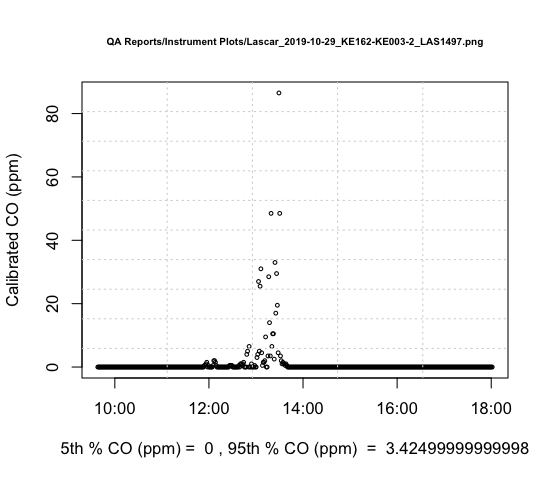 QA Reports/Instrument Plots/Lascar_2019-10-29_KE162-KE003-2_LAS1497.png
Calibrated CO (ppm)
80
60
40
20
0
10:00 12:00 14:00 16:00 18:00
5th % CO (ppm) =  0 , 95th % CO (ppm)  =  3.42499999999998